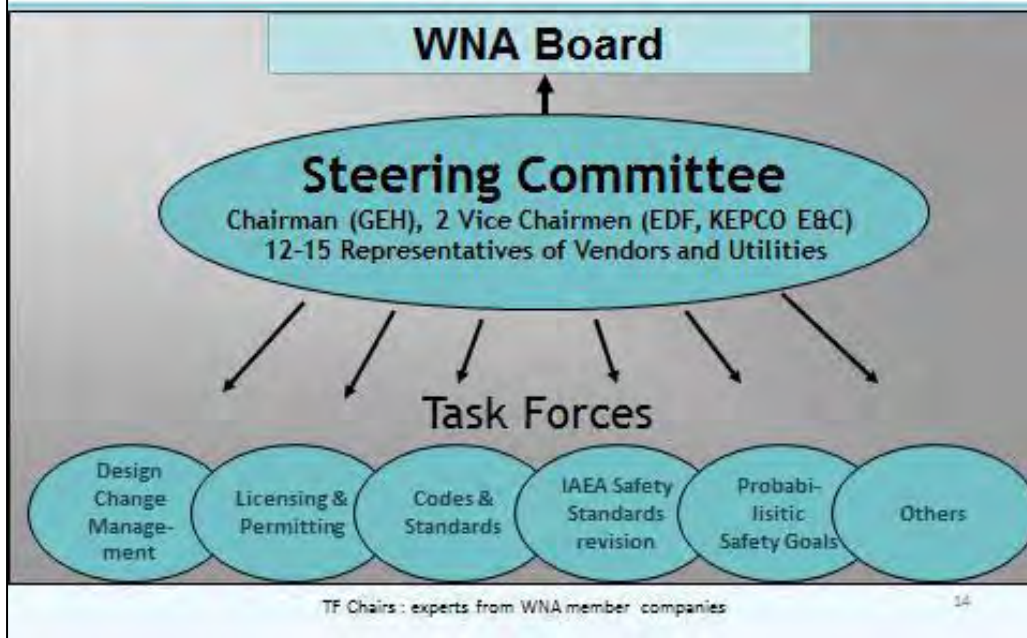 WNA Board
Steering Committee
Chairman (GEH), 2 Vice Chairmen (EDF, KEPCO E&C)
12-15 Representatives of Vendors and Utilities
Task Forces
Design
Change
Manage-
ment
Licensing &
Permitting
Codes &
Standards
IAEA Safety
Standards
revision
Probabi-
lisitic
Safety Goals
Others
TF Chairs : experts from WNA member companies
14